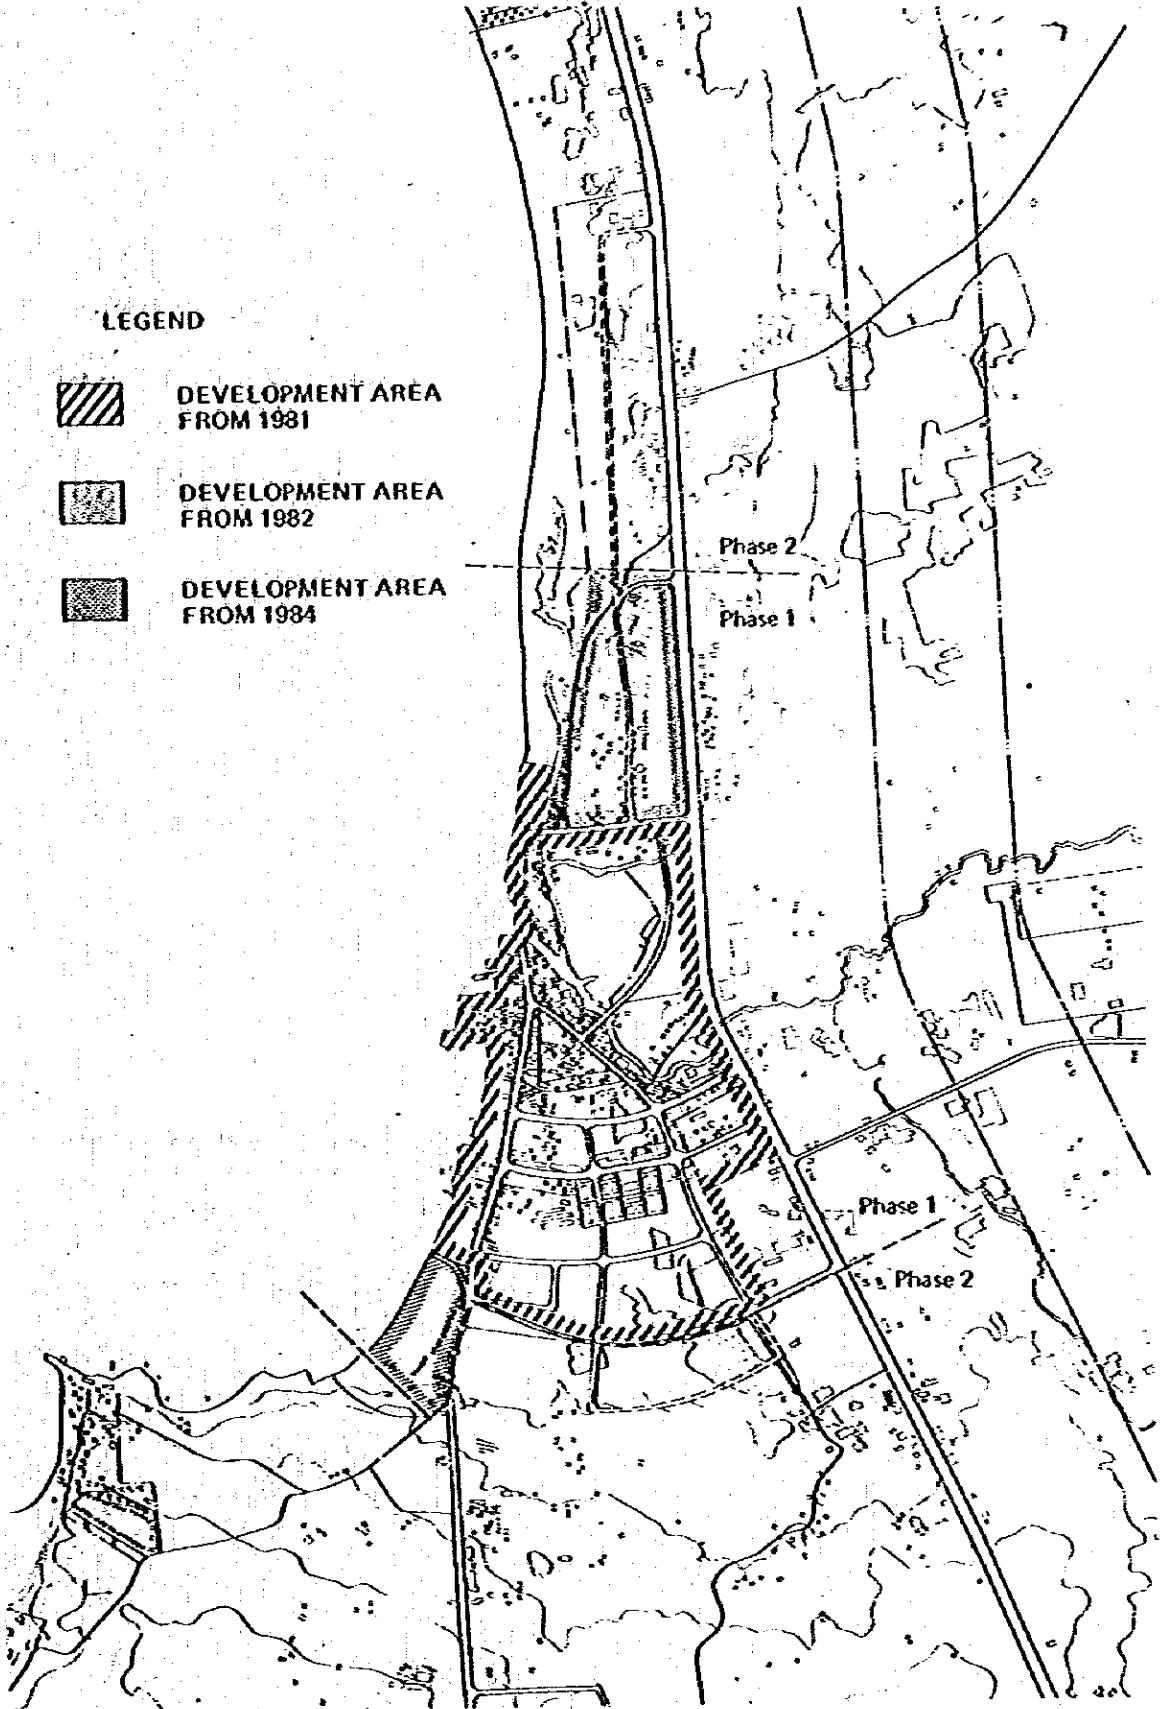 LEGEND
DEVELOPMENT AREA
FROM 1981
DEVELOPMENT AREA
FROM 1982
DEVELOPMENT AREA
FROM 1984
Phase 2
Phase 1
Phase 1
Phase 2